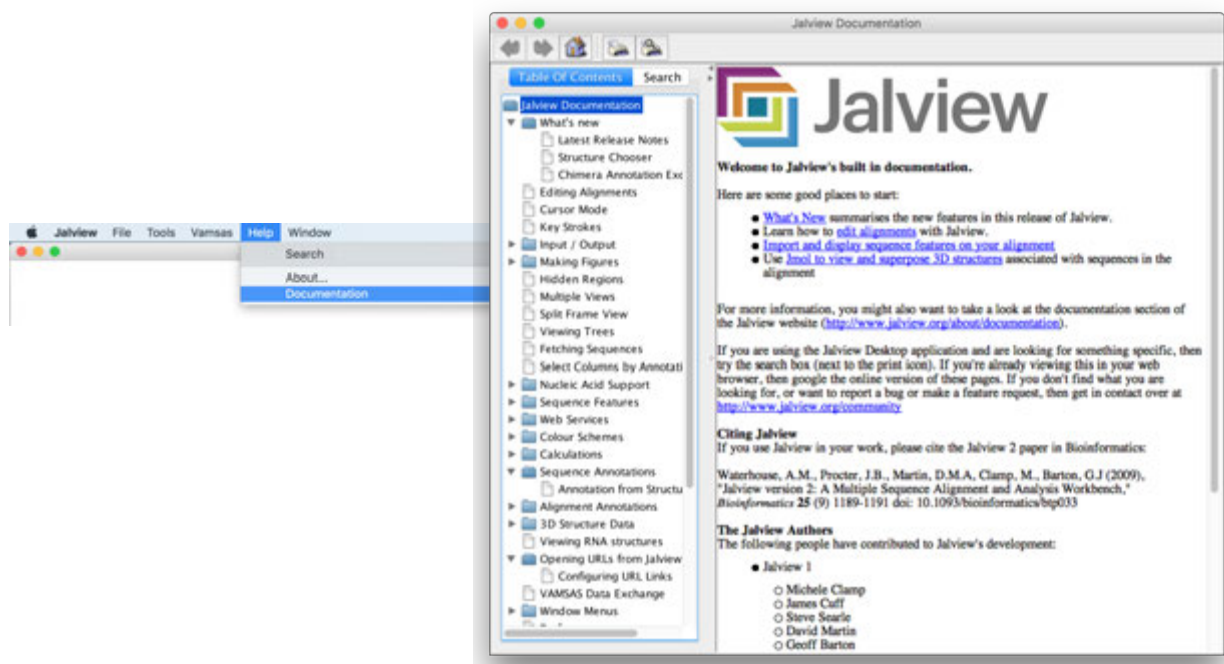 Jalview File Tools Vamsas Help Window
Search
About...
Documentation
Jalview Documentation
Table Of Contents Search
Jalview Documentation
What's new
Latest Release Notes
Structure Chooser
Chimera Annotation Exc
Editing Alignments
Cursor Mode
Key Strokes
Input / Output
Making Figures
Hidden Regions
Multiple Views
Split Frame View
Viewing Trees
Fetching Sequences
Select Columns by Annotati
Nucleic Acid Support
Sequence Features
Web Services
Colour Schemes
Calculations
Sequence Annotations
Annotation from Structu
Alignment Annotations
3D Structure Data
Viewing RNA structures
Opening URLs from Jalview
Configuring URL Links
VAMSAS Data Exchange
Window Menus
Jalview
Welcome to Jalview's built in documentation.
Here are some good places to start:
What's New summarises the new features in this release of Jalview.
Learn how to edit alignments with Jalview.
Import and display sequence features on your alignment
Use Jmol to view and superpose 3D structures associated with sequences in the
alignment
For more information, you might also want to take a look at the documentation section of
the Jalview website (http://www.jalview.org/about/documentation).
If you are using the Jalview Desktop application and are looking for something specific, then
try the search box (next to the print icon). If you're already viewing this in your web
browser, then google the online version of these pages. If you don't find what you are
looking for, or want to report a bug or make a feature request, then get in contact over at
http://www.jalview.org/community
Citing Jalview
If you use Jalview in your work, please cite the Jalview 2 paper in Bioinformatics:
Waterhouse, A.M., Procter, J.B., Martin, D.M.A, Clamp, M., Barton, G.J (2009),
"Jalview version 2: A Multiple Sequence Alignment and Analysis Workbench,"
Bioinformatics 25 (9) 1189-1191 doi: 10.1093/bioinformatics/btp033
The Jalview Authors
The following people have contributed to Jalview's development:
Jalview 1
Michele Clamp
James Cuff
Steve Searle
David Martin
Geoff Barton